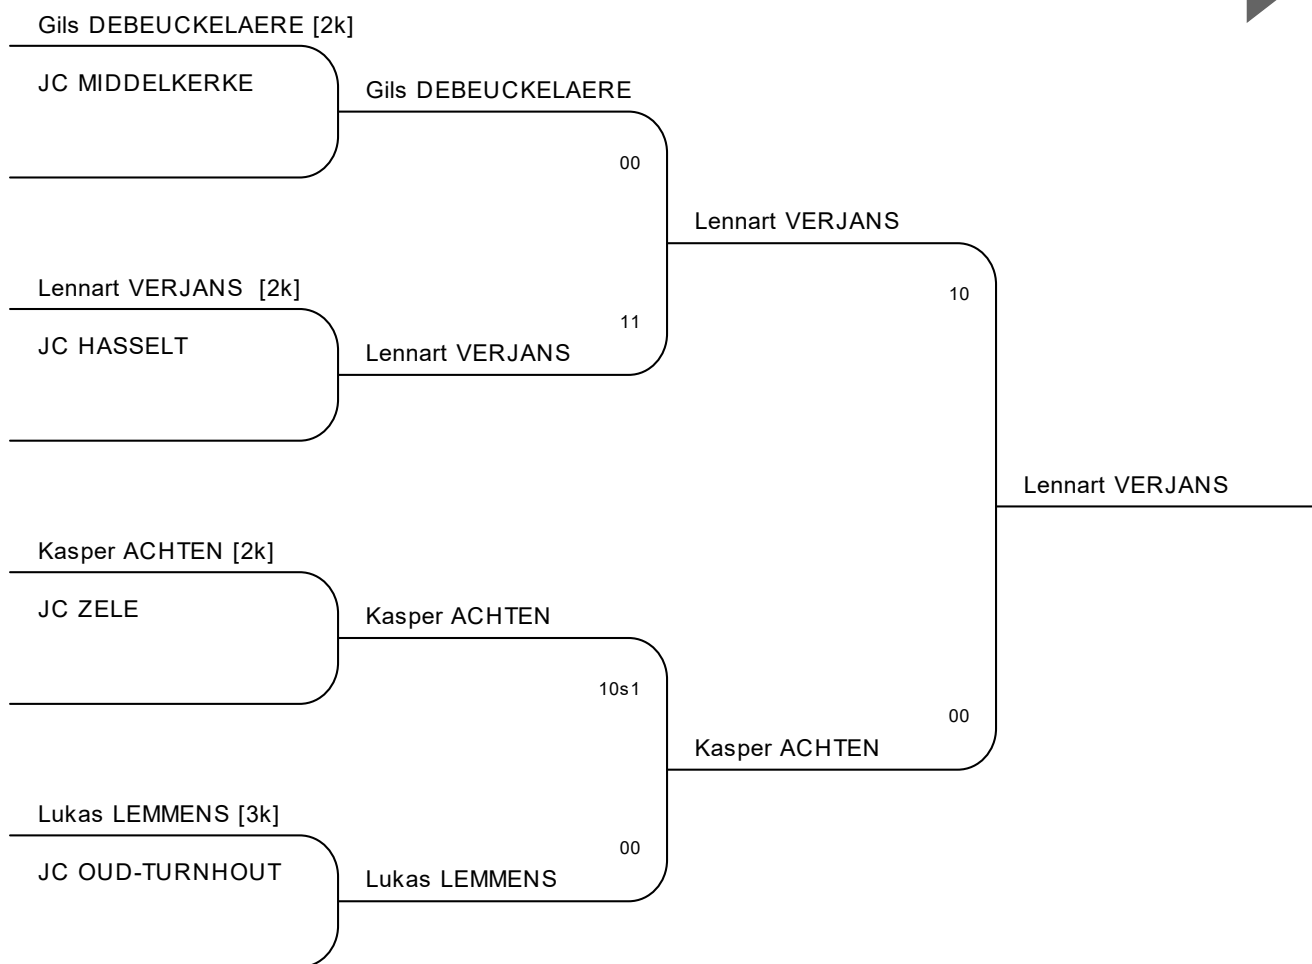 Gils DEBEUCKELAERE [2k]
JC MIDDELKERKE
Gils DEBEUCKELAERE
00
Lennart VERJANS
10
Lennart VERJANS  [2k]
11
JC HASSELT
Lennart VERJANS
Lennart VERJANS
Kasper ACHTEN [2k]
JC ZELE
Kasper ACHTEN
10s1
00
Kasper ACHTEN
Lukas LEMMENS [3k]
00
JC OUD-TURNHOUT
Lukas LEMMENS